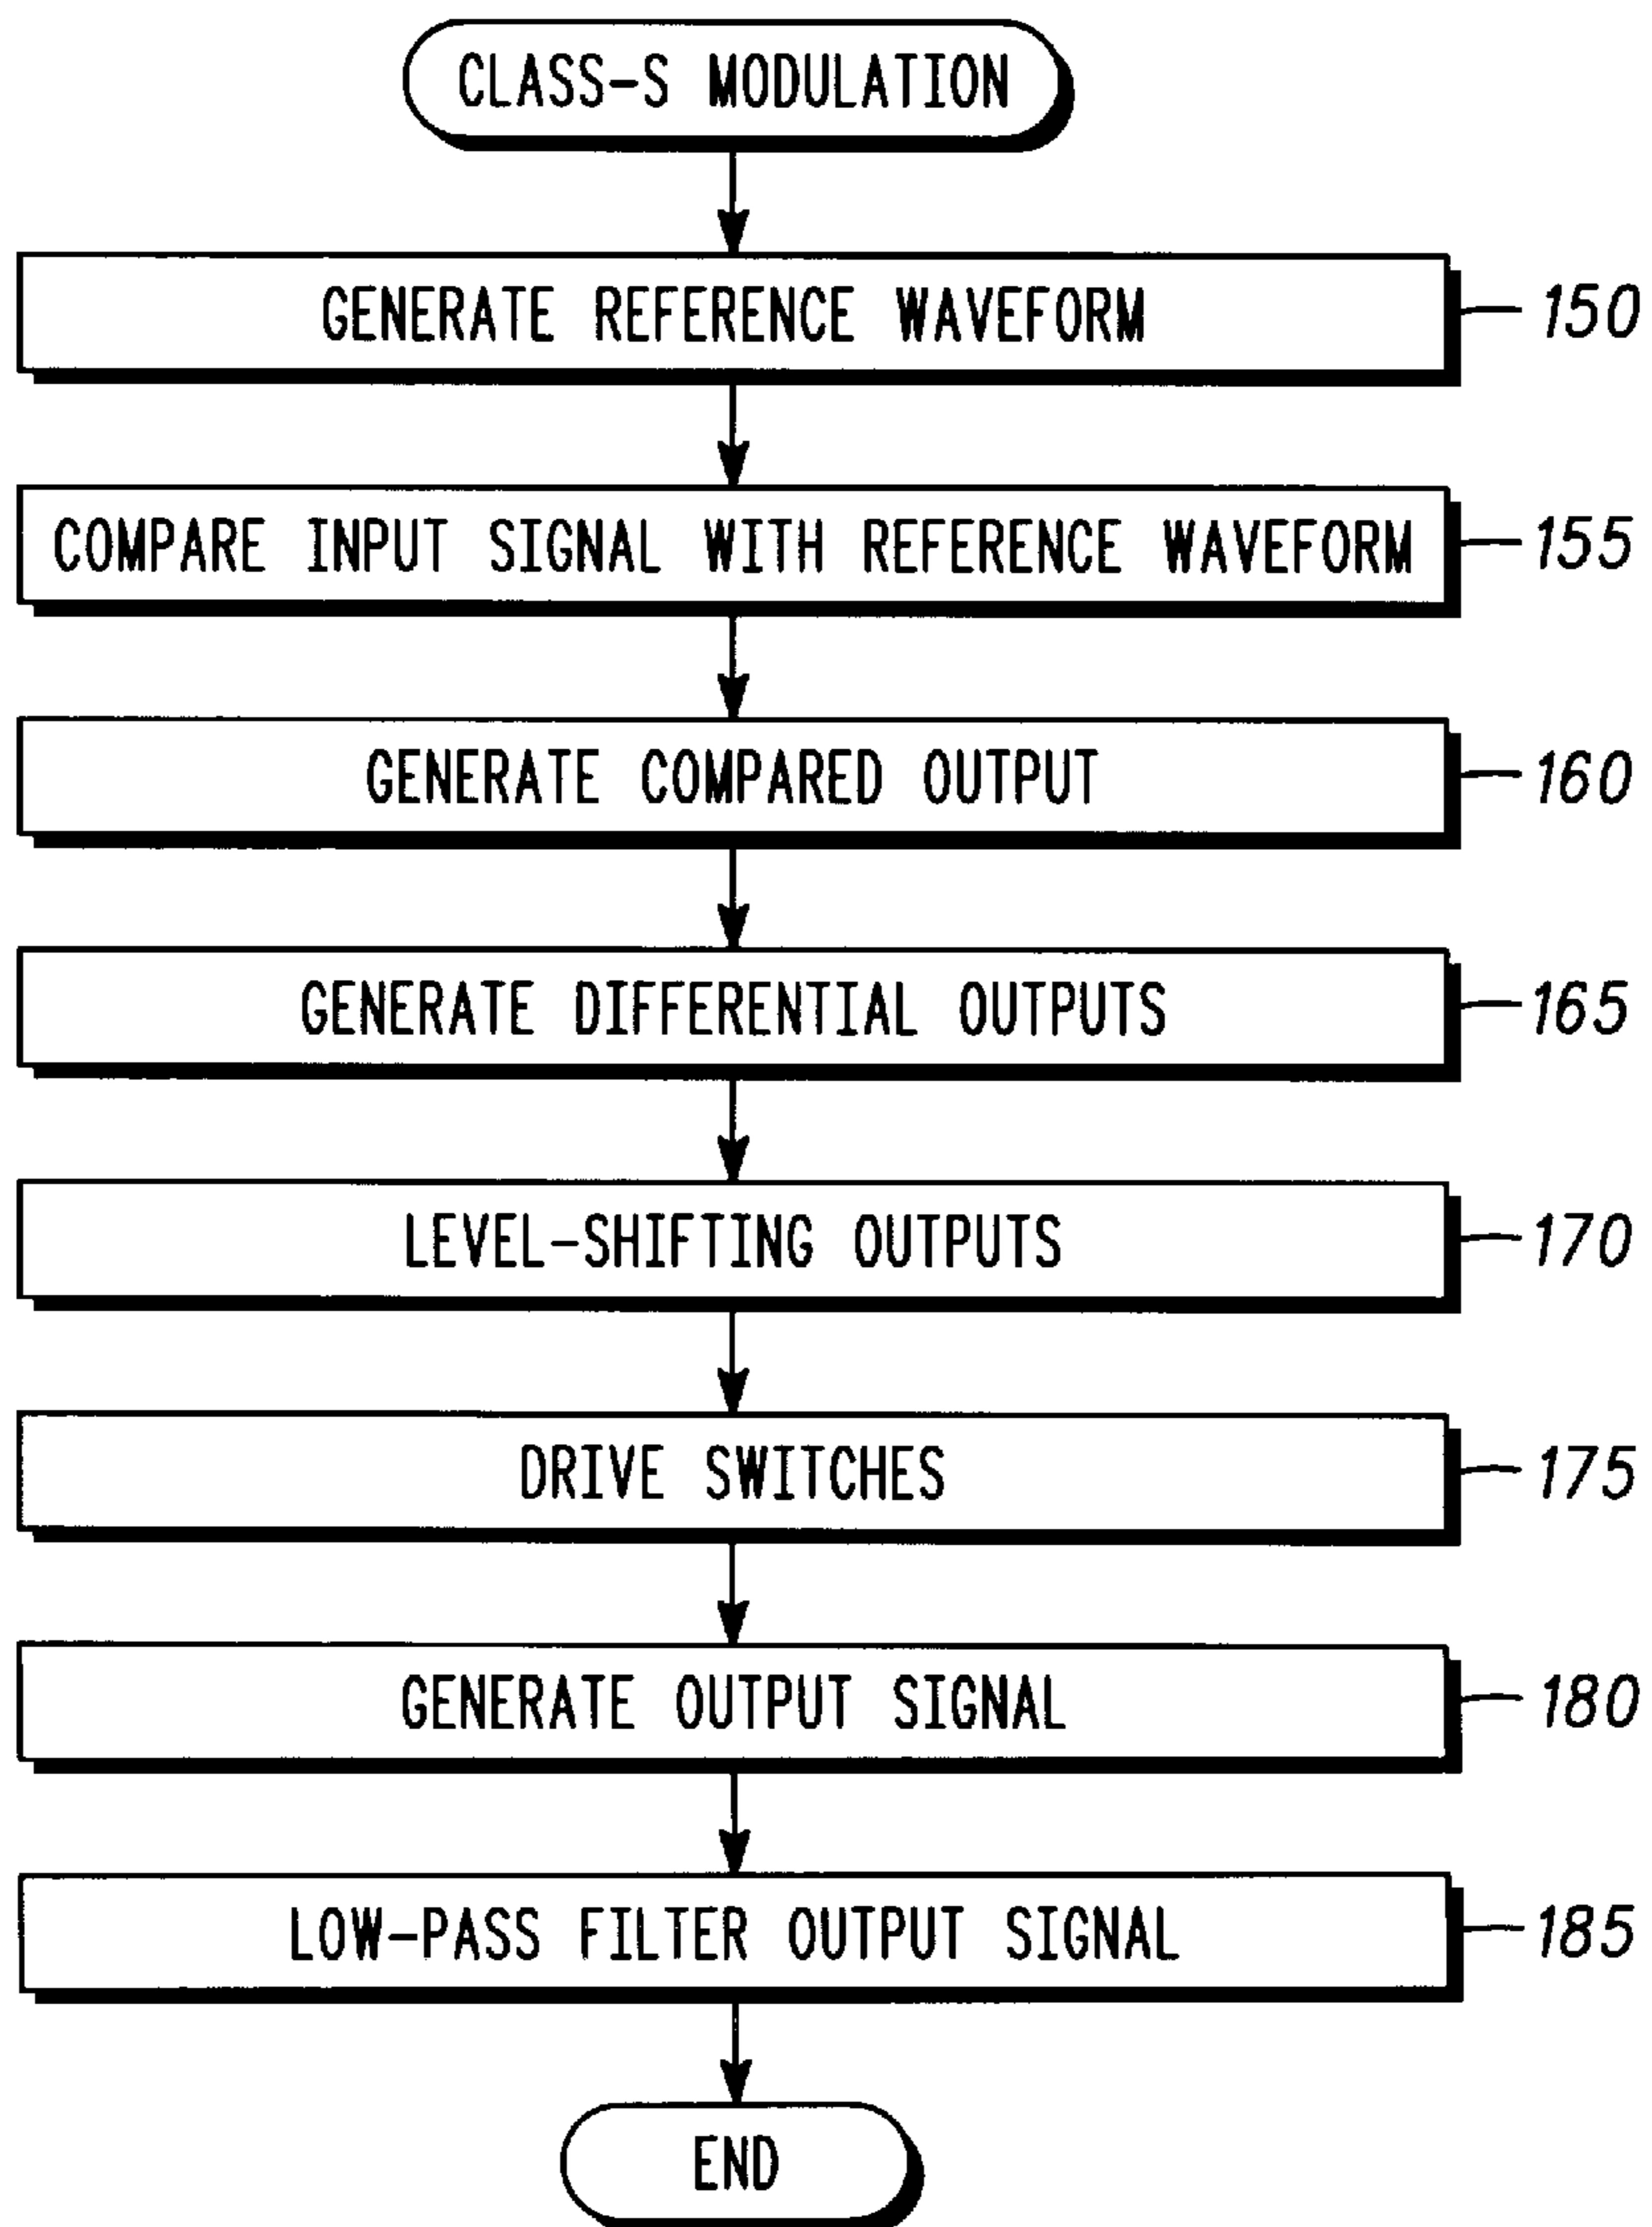 CLASS-S MODULATION
GENERATE REFERENCE WAVEFORM 150
COMPARE INPUT SIGNAL WITH REFERENCE WAVEFORM 155
GENERATE COMPARED OUTPUT 160
GENERATE DIFFERENTIAL OUTPUTS 165
LEVEL-SHIFTING OUTPUTS 170
DRIVE SWITCHES 175
GENERATE OUTPUT SIGNAL 180
LOW-PASS FILTER OUTPUT SIGNAL 185
END